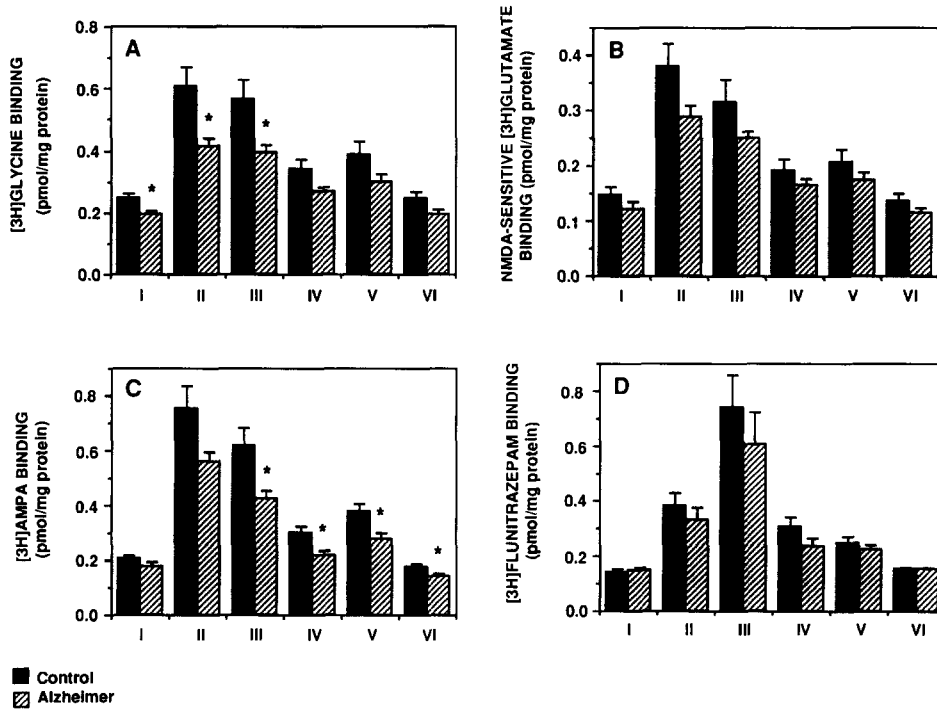 A
[3H]GLYCINE BINDING
(pmol/mg protein)
0.8
0.6
0.4
0.2
0.0
* * *
I II III IV V VI
B
NMDA-SENSITIVE [3H]GLUTAMATE
BINDING (pmol/mg protein)
0.4
0.3
0.2
0.1
0.0
I II III IV V VI
C
[3H]AMPA BINDING
(pmol/mg protein)
0.8
0.6
0.4
0.2
0.0
* * * *
I II III IV V VI
D
[3H]FLUNITRAZEPAM BINDING
(pmol/mg protein)
0.8
0.6
0.4
0.2
0.0
I II III IV V VI
Control
Alzheimer